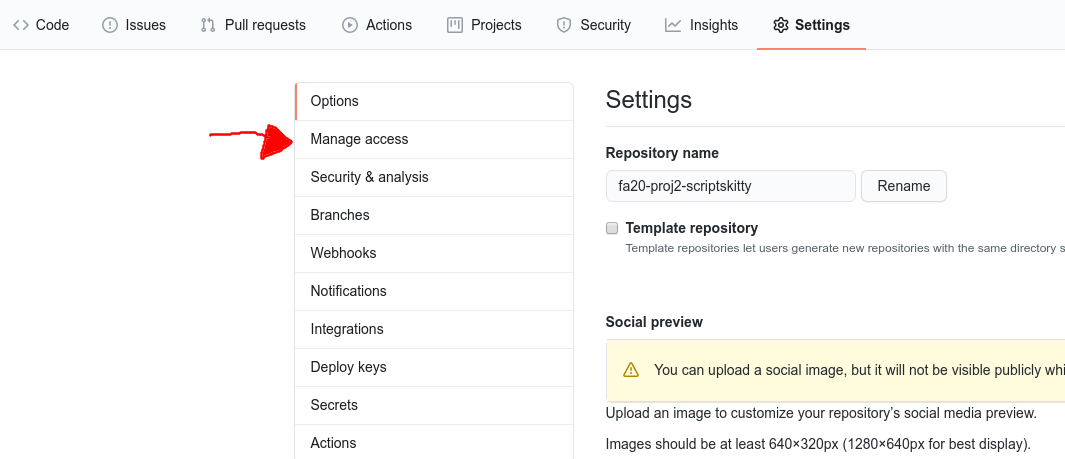 Code Issues Pull requests Actions Projects Security Insights Settings
Options
Manage access
Security & analysis
Branches
Webhooks
Notifications
Integrations
Deploy keys
Secrets
Actions
Settings
Repository name
fa20-proj2-scriptskitty Rename
Template repository
Template repositories let users generate new repositories with the same directory s
Social preview
You can upload a social image, but it will not be visible publicly whi
Upload an image to customize your repository's social media preview.
Images should be at least 640×320px (1280×640px for best display).